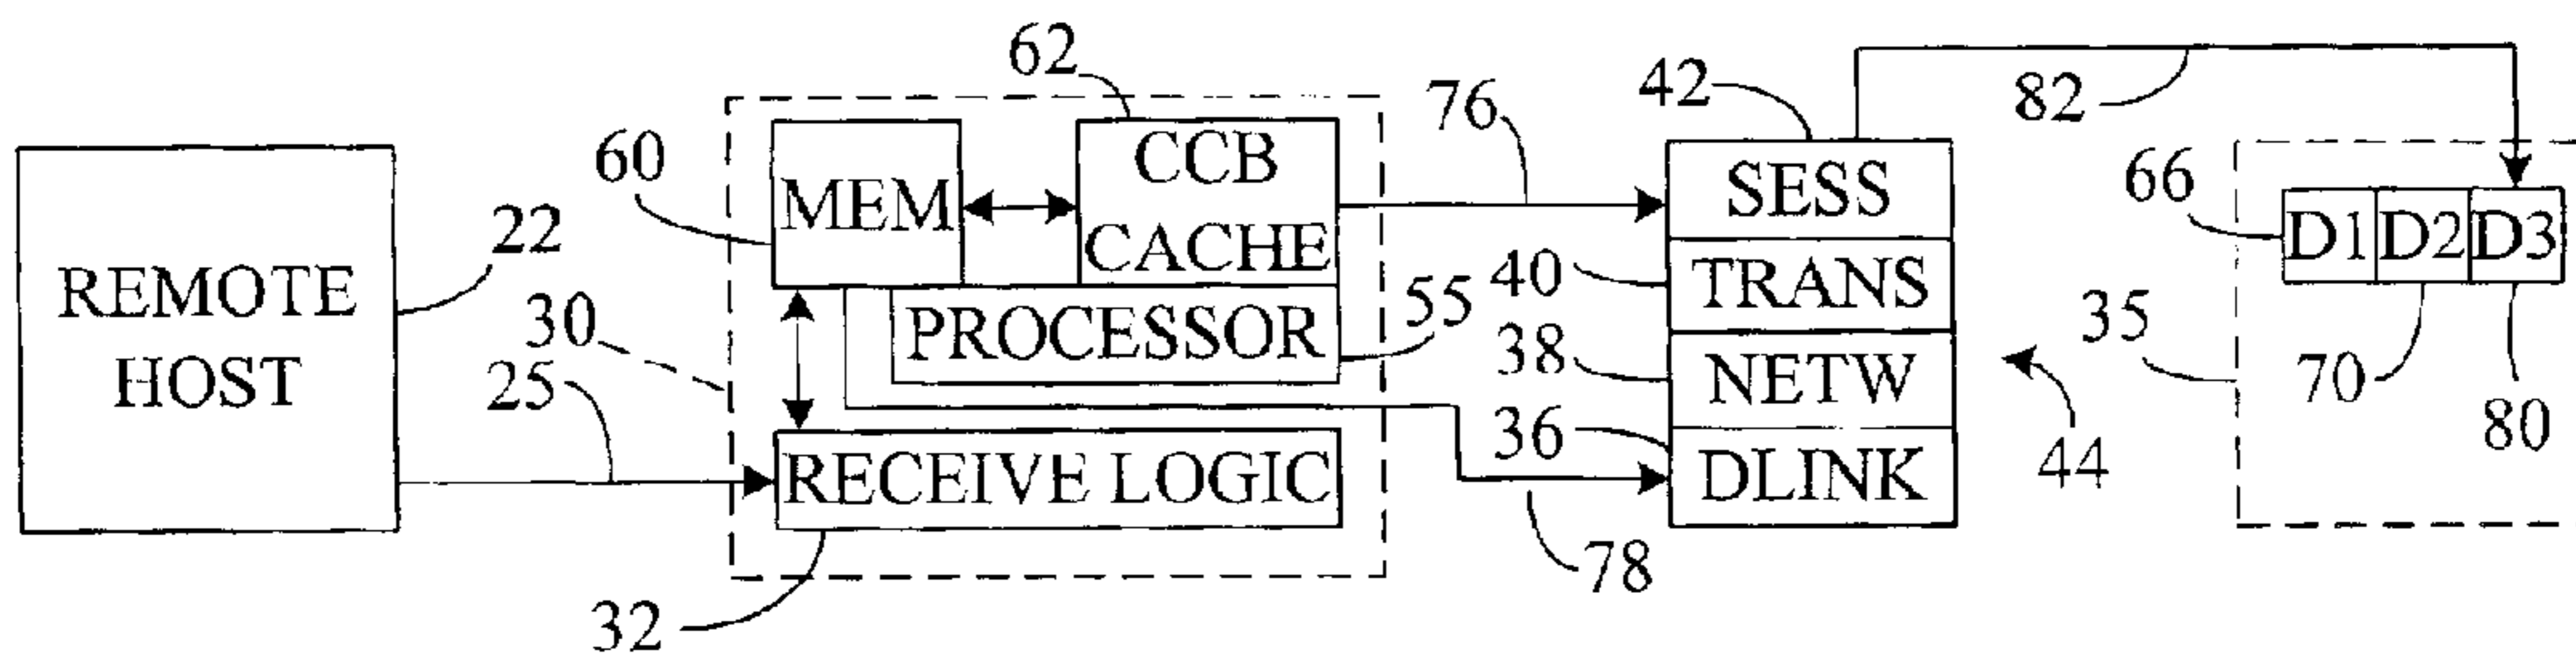 REMOTE
HOST
22
25
30
60
MEM
62
CCB
CACHE
PROCESSOR
55
RECEIVE LOGIC
32
76
78
42
SESS
40
TRANS
38
NETW
36
DLINK
44
82
66
D1 D2 D3
35
70
80